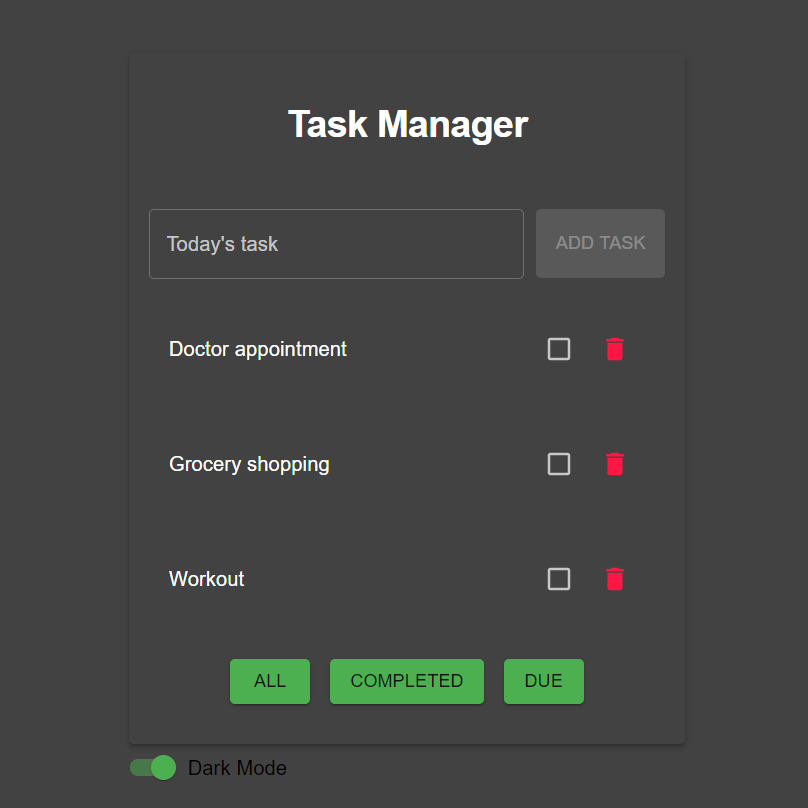 Task Manager
Today's task
ADD TASK
Doctor appointment
Grocery shopping
Workout
ALL COMPLETED DUE
Dark Mode